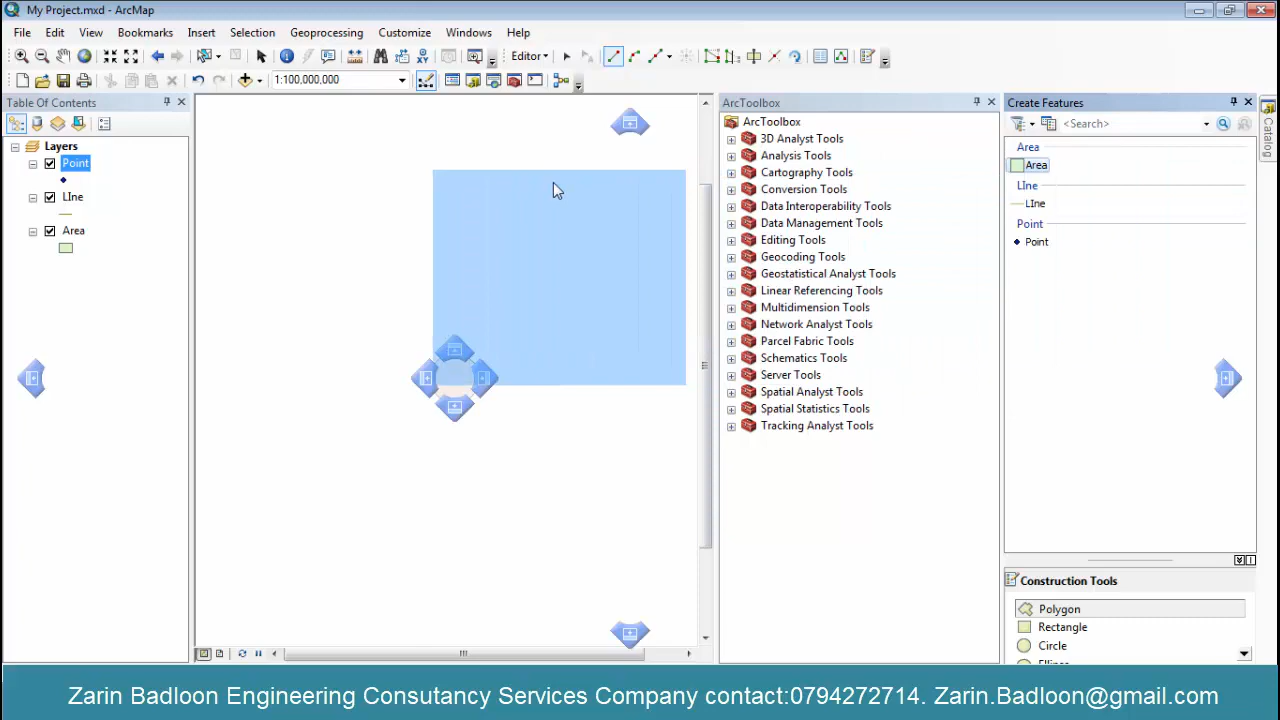 My Project.mxd - ArcMap
File Edit View Bookmarks Insert Selection Geoprocessing Customize Windows Help
Editor
1:100,000,000
Table Of Contents
Layers
Point
LIne
Area
ArcToolbox
ArcToolbox
3D Analyst Tools
Analysis Tools
Cartography Tools
Conversion Tools
Data Interoperability Tools
Data Management Tools
Editing Tools
Geocoding Tools
Geostatistical Analyst Tools
Linear Referencing Tools
Multidimension Tools
Network Analyst Tools
Parcel Fabric Tools
Schematics Tools
Server Tools
Spatial Analyst Tools
Spatial Statistics Tools
Tracking Analyst Tools
Create Features
<Search>
Area
Area
LIne
LIne
Point
Point
Construction Tools
Polygon
Rectangle
Circle
Catalog
Zarin Badloon Engineering Consutancy Services Company contact:0794272714. Zarin.Badloon@gmail.com